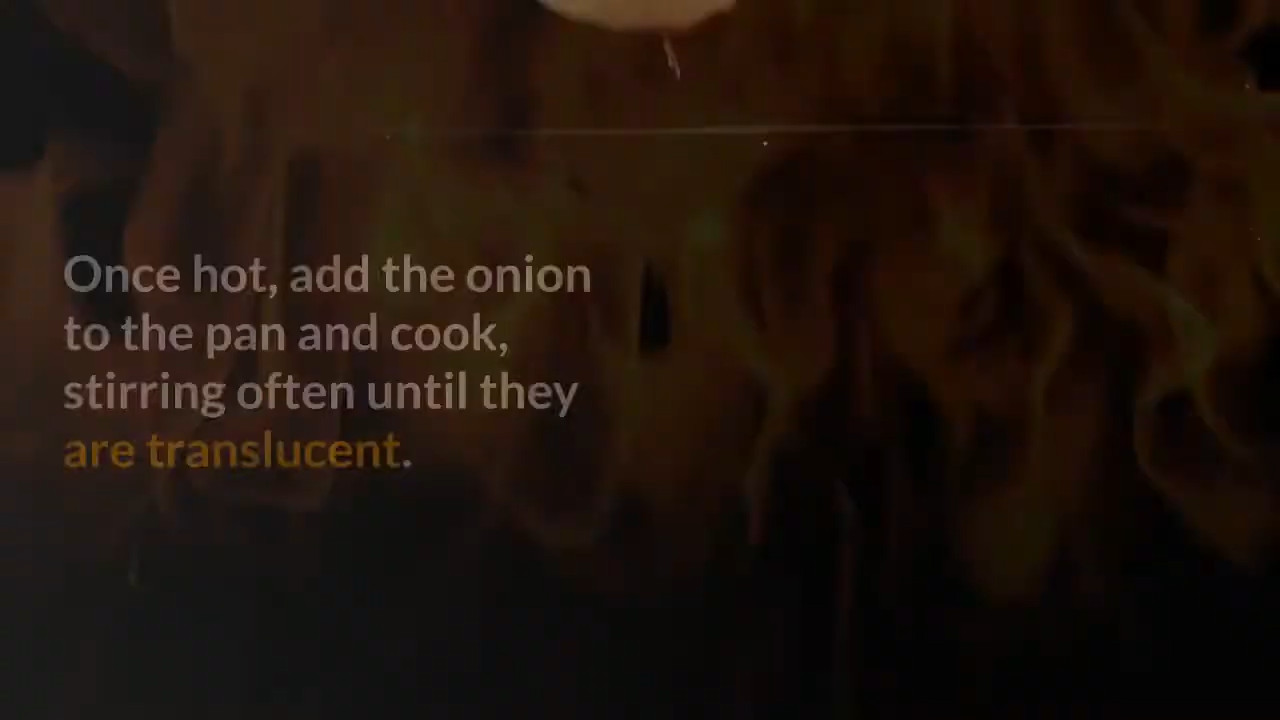 Once hot, add the onion
to the pan and cook,
stirring often until they
are translucent.